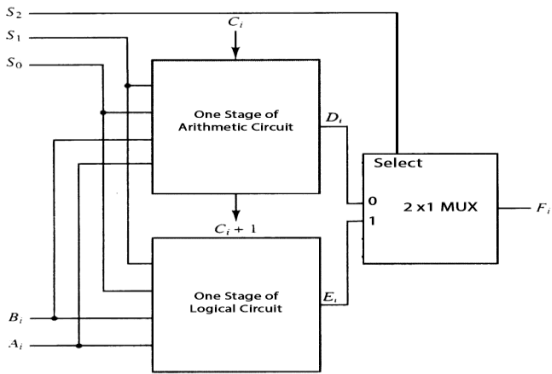 S₂
S₁
S₀
Cᵢ
One Stage of
Arithmetic Circuit
Dᵢ
Select
0
1
2 x1 MUX
Fᵢ
Cᵢ + 1
One Stage of
Logical Circuit
Eᵢ
Bᵢ
Aᵢ